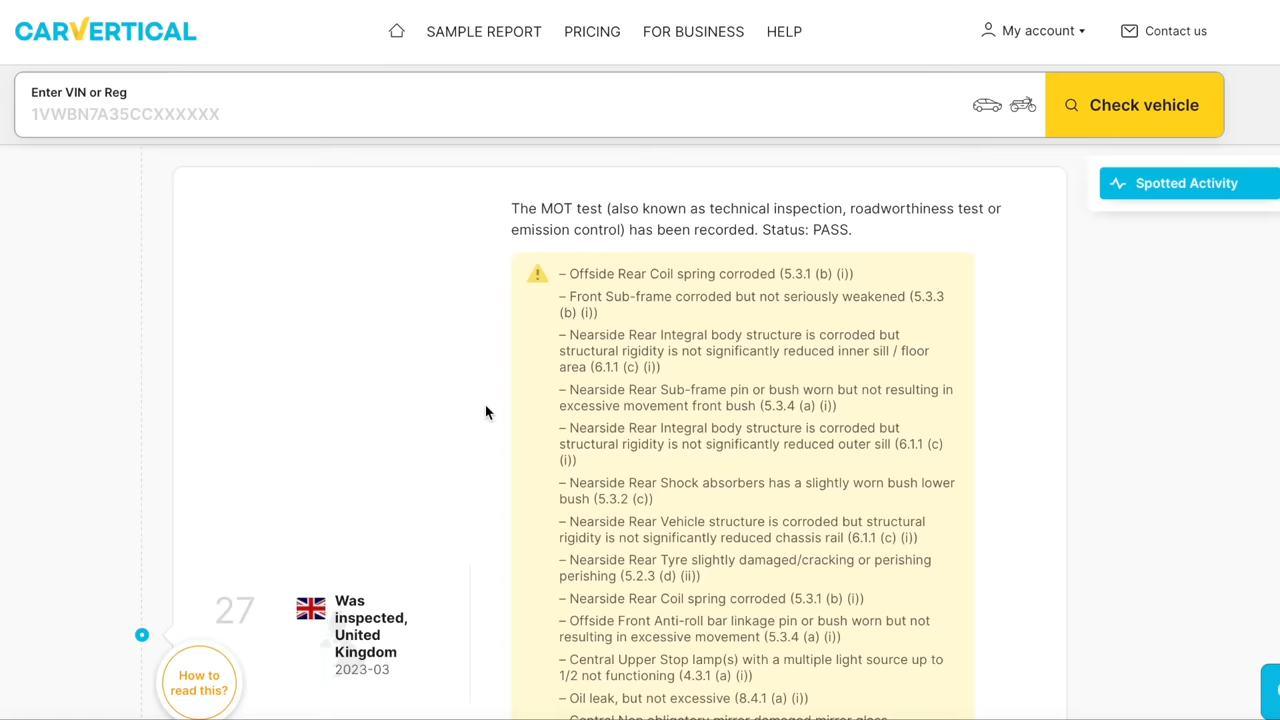 CARVERTICAL
SAMPLE REPORT
PRICING
FOR BUSINESS
HELP
My account
Contact us
Enter VIN or Reg
1VWBN7A35CCXXXXXX
Check vehicle
Spotted Activity
The MOT test (also known as technical inspection, roadworthiness test or
emission control) has been recorded. Status: PASS.
– Offside Rear Coil spring corroded (5.3.1 (b) (i))
– Front Sub-frame corroded but not seriously weakened (5.3.3
(b) (i))
– Nearside Rear Integral body structure is corroded but
structural rigidity is not significantly reduced inner sill / floor
area (6.1.1 (c) (i))
– Nearside Rear Sub-frame pin or bush worn but not resulting in
excessive movement front bush (5.3.4 (a) (i))
– Nearside Rear Integral body structure is corroded but
structural rigidity is not significantly reduced outer sill (6.1.1 (c)
(i))
– Nearside Rear Shock absorbers has a slightly worn bush lower
bush (5.3.2 (c))
– Nearside Rear Vehicle structure is corroded but structural
rigidity is not significantly reduced chassis rail (6.1.1 (c) (i))
– Nearside Rear Tyre slightly damaged/cracking or perishing
perishing (5.2.3 (d) (ii))
– Nearside Rear Coil spring corroded (5.3.1 (b) (i))
– Offside Front Anti-roll bar linkage pin or bush worn but not
resulting in excessive movement (5.3.4 (a) (i))
– Central Upper Stop lamp(s) with a multiple light source up to
1/2 not functioning (4.3.1 (a) (i))
– Oil leak, but not excessive (8.4.1 (a) (i))
– Central Non obligatory mirror damaged mirror glass
27
Was
inspected,
United
Kingdom
2023-03
How to
read this?